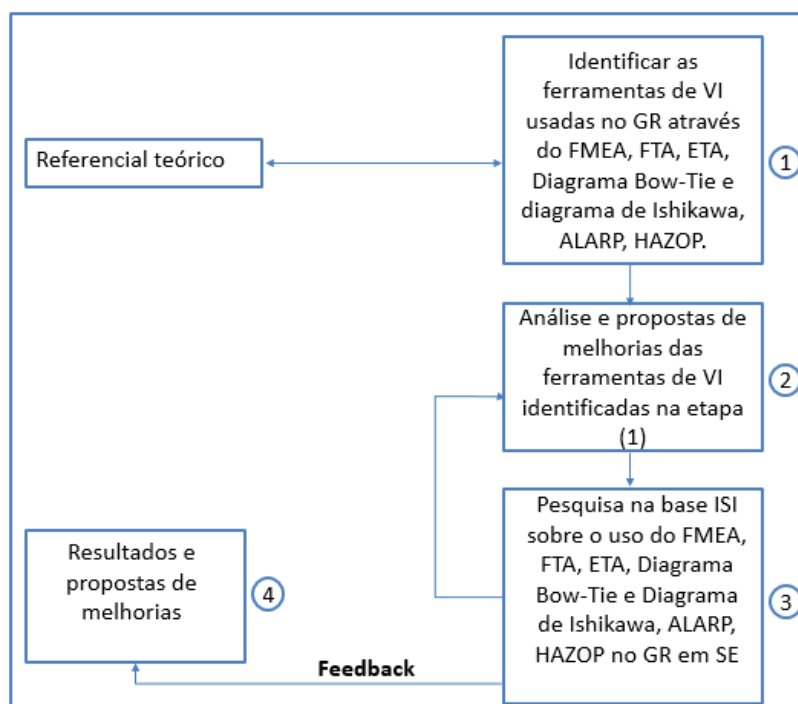 Identificar as
ferramentas de VI
usadas no GR através
do FMEA, FTA, ETA,
Diagrama Bow-Tie e
diagrama de Ishikawa,
ALARP, HAZOP.
1
Referencial teórico
Análise e propostas de
melhorias das
ferramentas de VI
identificadas na etapa
(1)
2
Pesquisa na base ISI
sobre o uso do FMEA,
FTA, ETA, Diagrama
Bow-Tie e Diagrama
de Ishikawa, ALARP,
HAZOP no GR em SE
3
Resultados e
propostas de
melhorias
4
Feedback